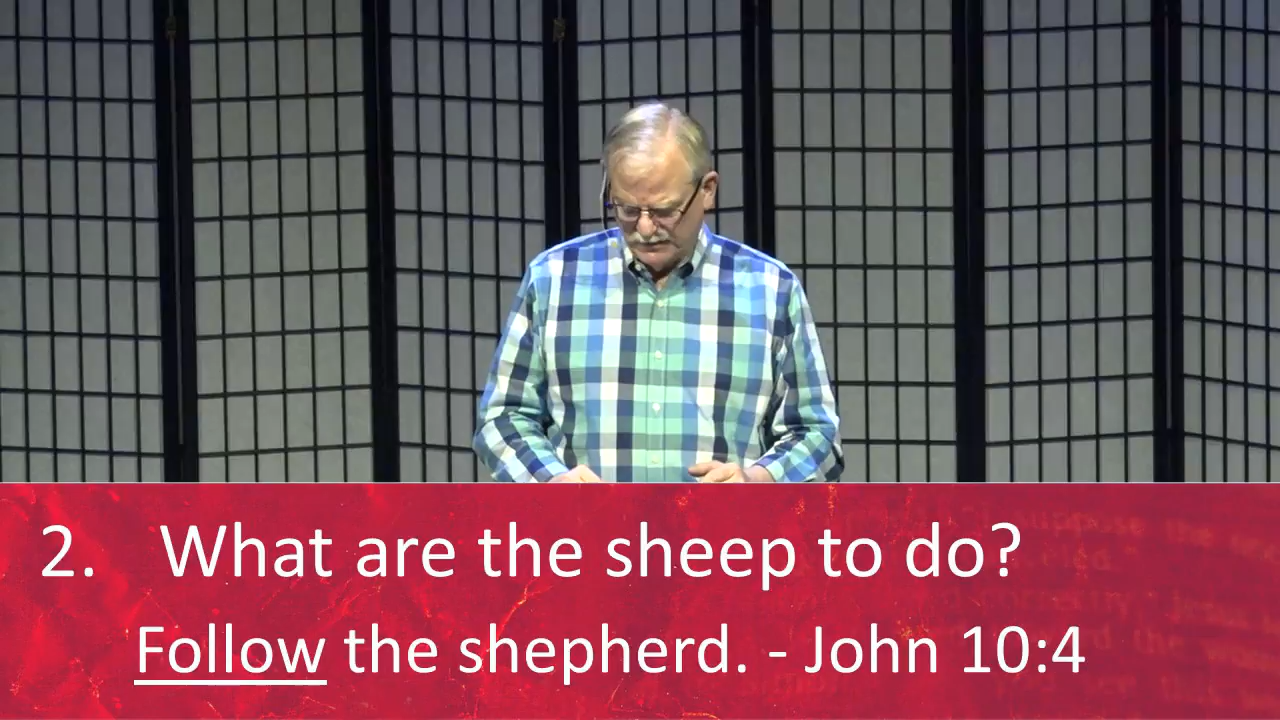 2. What are the sheep to do?
Follow the shepherd. - John 10:4